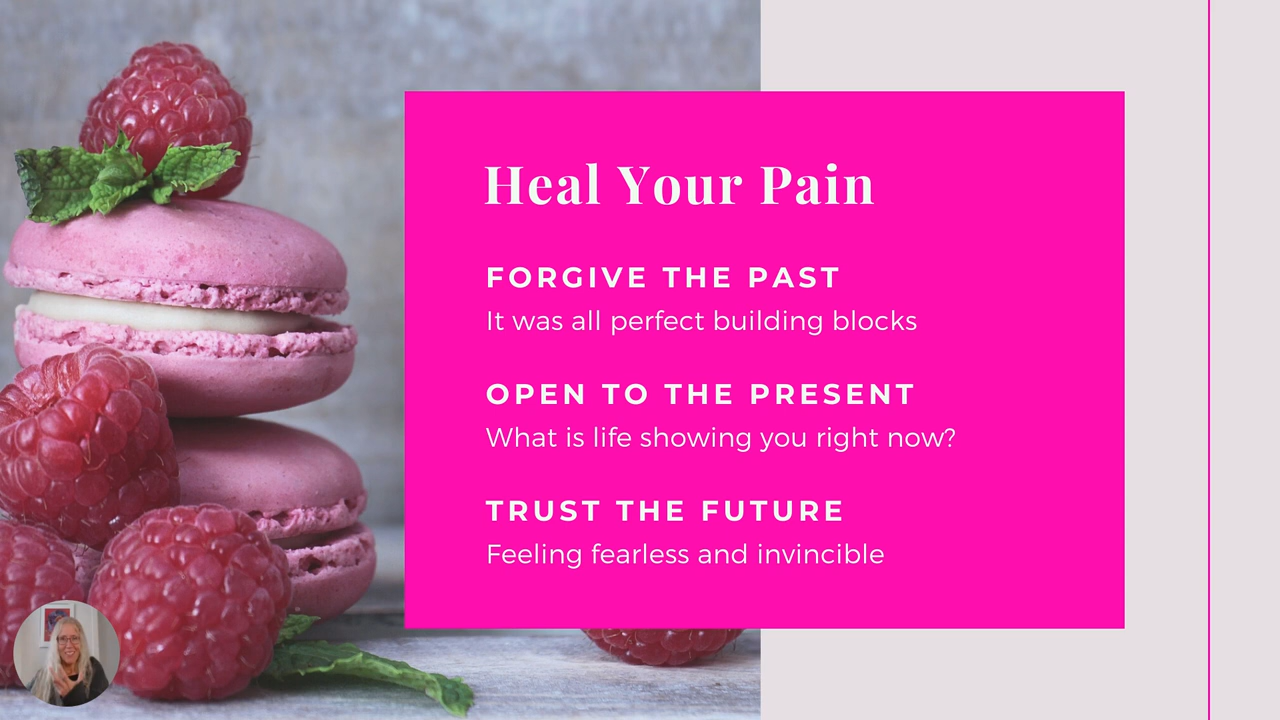 Heal Your Pain
FORGIVE THE PAST
It was all perfect building blocks
OPEN TO THE PRESENT
What is life showing you right now?
TRUST THE FUTURE
Feeling fearless and invincible